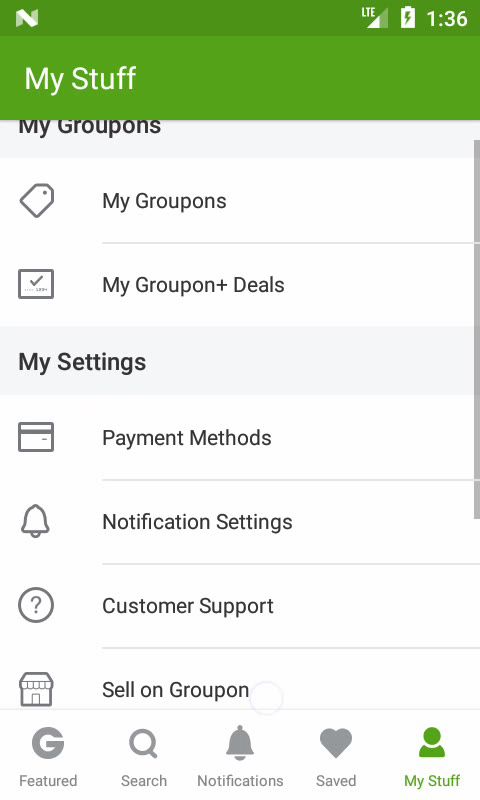 LTE 1:36
My Stuff
My Groupons
My Groupons
My Groupon+ Deals
My Settings
Payment Methods
Notification Settings
Customer Support
Sell on Groupon
Featured Search Notifications Saved My Stuff